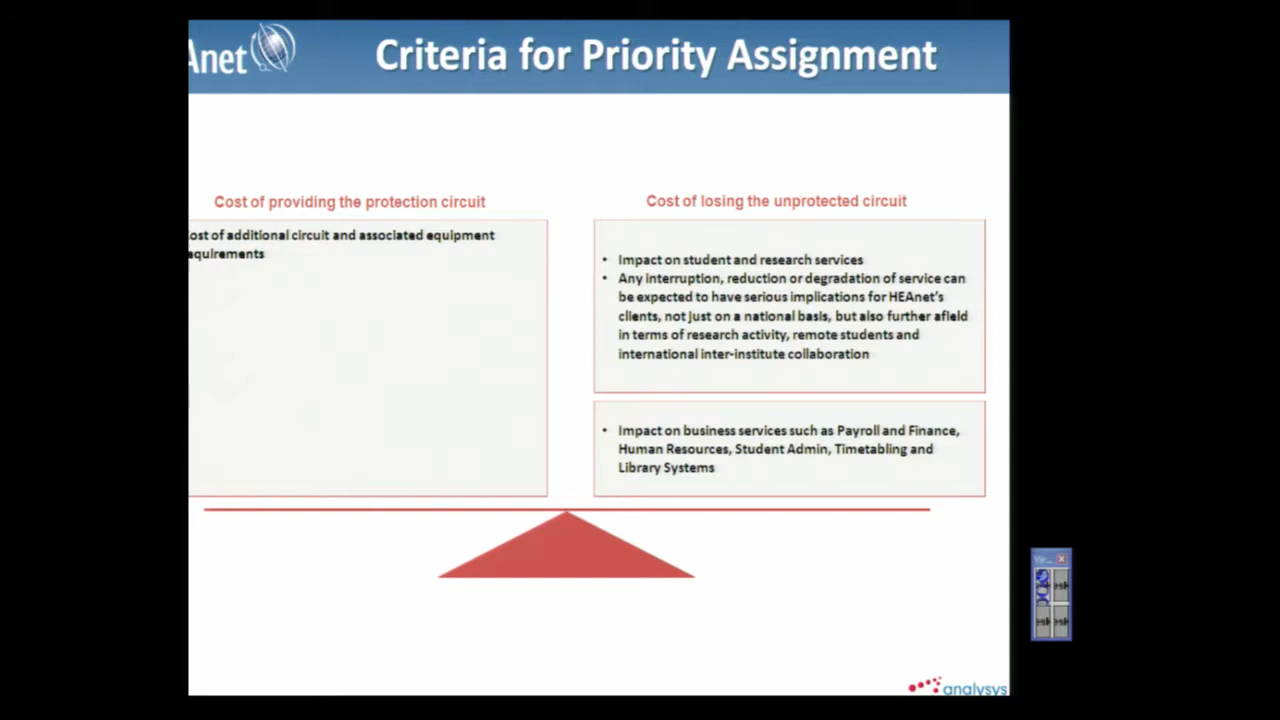 Anet
Criteria for Priority Assignment
Cost of providing the protection circuit
ost of additional circuit and associated equipment
equirements
Cost of losing the unprotected circuit
• Impact on student and research services
• Any interruption, reduction or degradation of service can
be expected to have serious implications for HEAnet's
clients, not just on a national basis, but also further afield
in terms of research activity, remote students and
international inter-institute collaboration
• Impact on business services such as Payroll and Finance,
Human Resources, Student Admin, Timetabling and
Library Systems
analysys